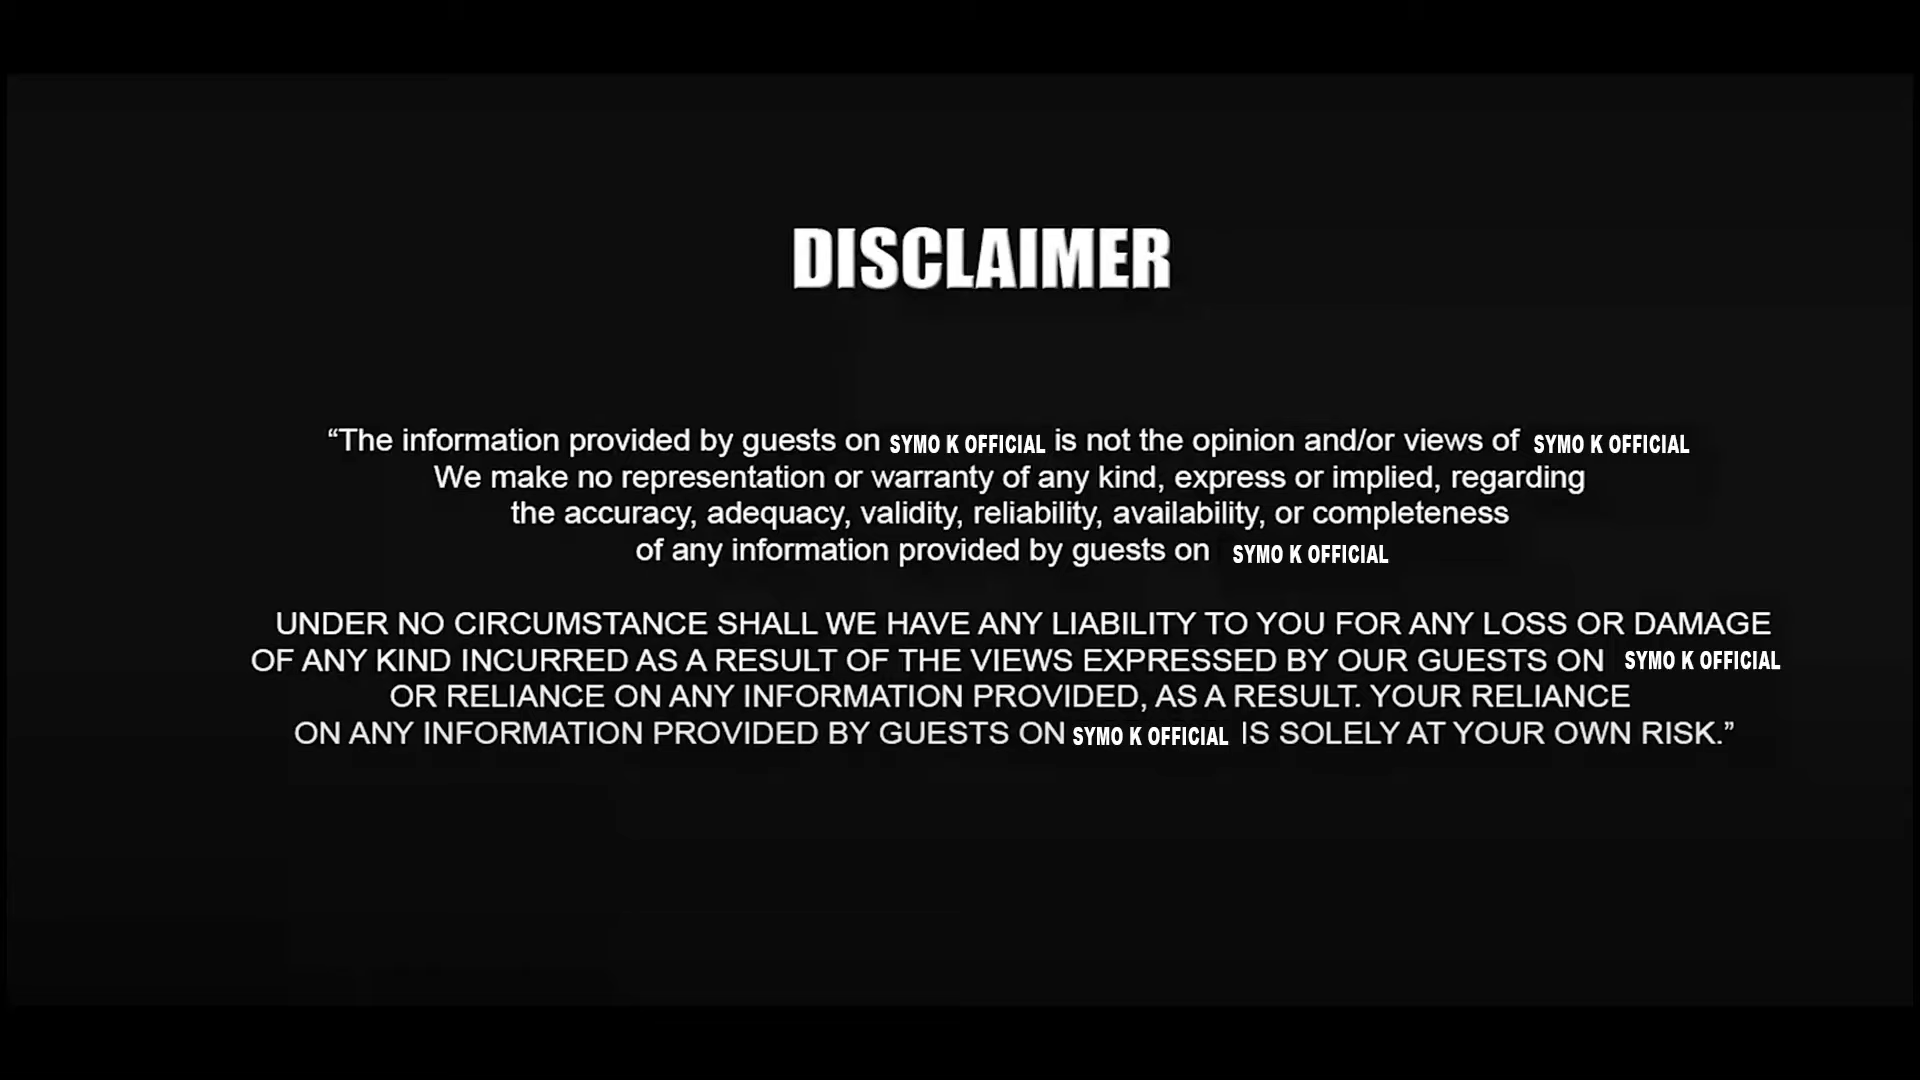 DISCLAIMER
“The information provided by guests on SYMO K OFFICIAL is not the opinion and/or views of SYMO K OFFICIAL
We make no representation or warranty of any kind, express or implied, regarding
the accuracy, adequacy, validity, reliability, availability, or completeness
of any information provided by guests on SYMO K OFFICIAL
UNDER NO CIRCUMSTANCE SHALL WE HAVE ANY LIABILITY TO YOU FOR ANY LOSS OR DAMAGE
OF ANY KIND INCURRED AS A RESULT OF THE VIEWS EXPRESSED BY OUR GUESTS ON SYMO K OFFICIAL
OR RELIANCE ON ANY INFORMATION PROVIDED, AS A RESULT. YOUR RELIANCE
ON ANY INFORMATION PROVIDED BY GUESTS ON SYMO K OFFICIAL IS SOLELY AT YOUR OWN RISK.”